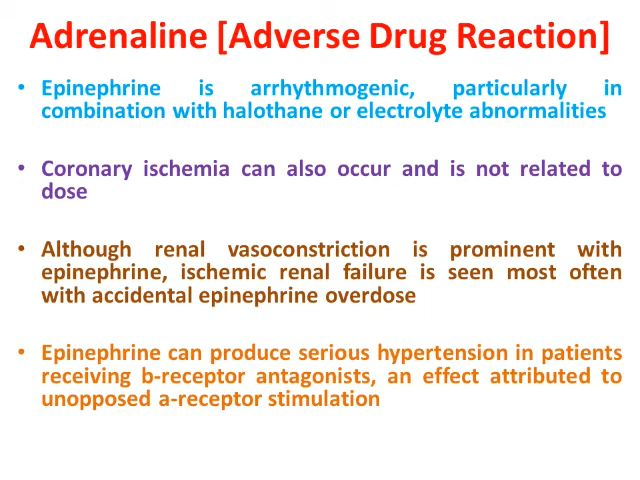 Adrenaline [Adverse Drug Reaction]
• Epinephrine is arrhythmogenic, particularly in
combination with halothane or electrolyte abnormalities
• Coronary ischemia can also occur and is not related to
dose
• Although renal vasoconstriction is prominent with
epinephrine, ischemic renal failure is seen most often
with accidental epinephrine overdose
• Epinephrine can produce serious hypertension in patients
receiving b-receptor antagonists, an effect attributed to
unopposed a-receptor stimulation